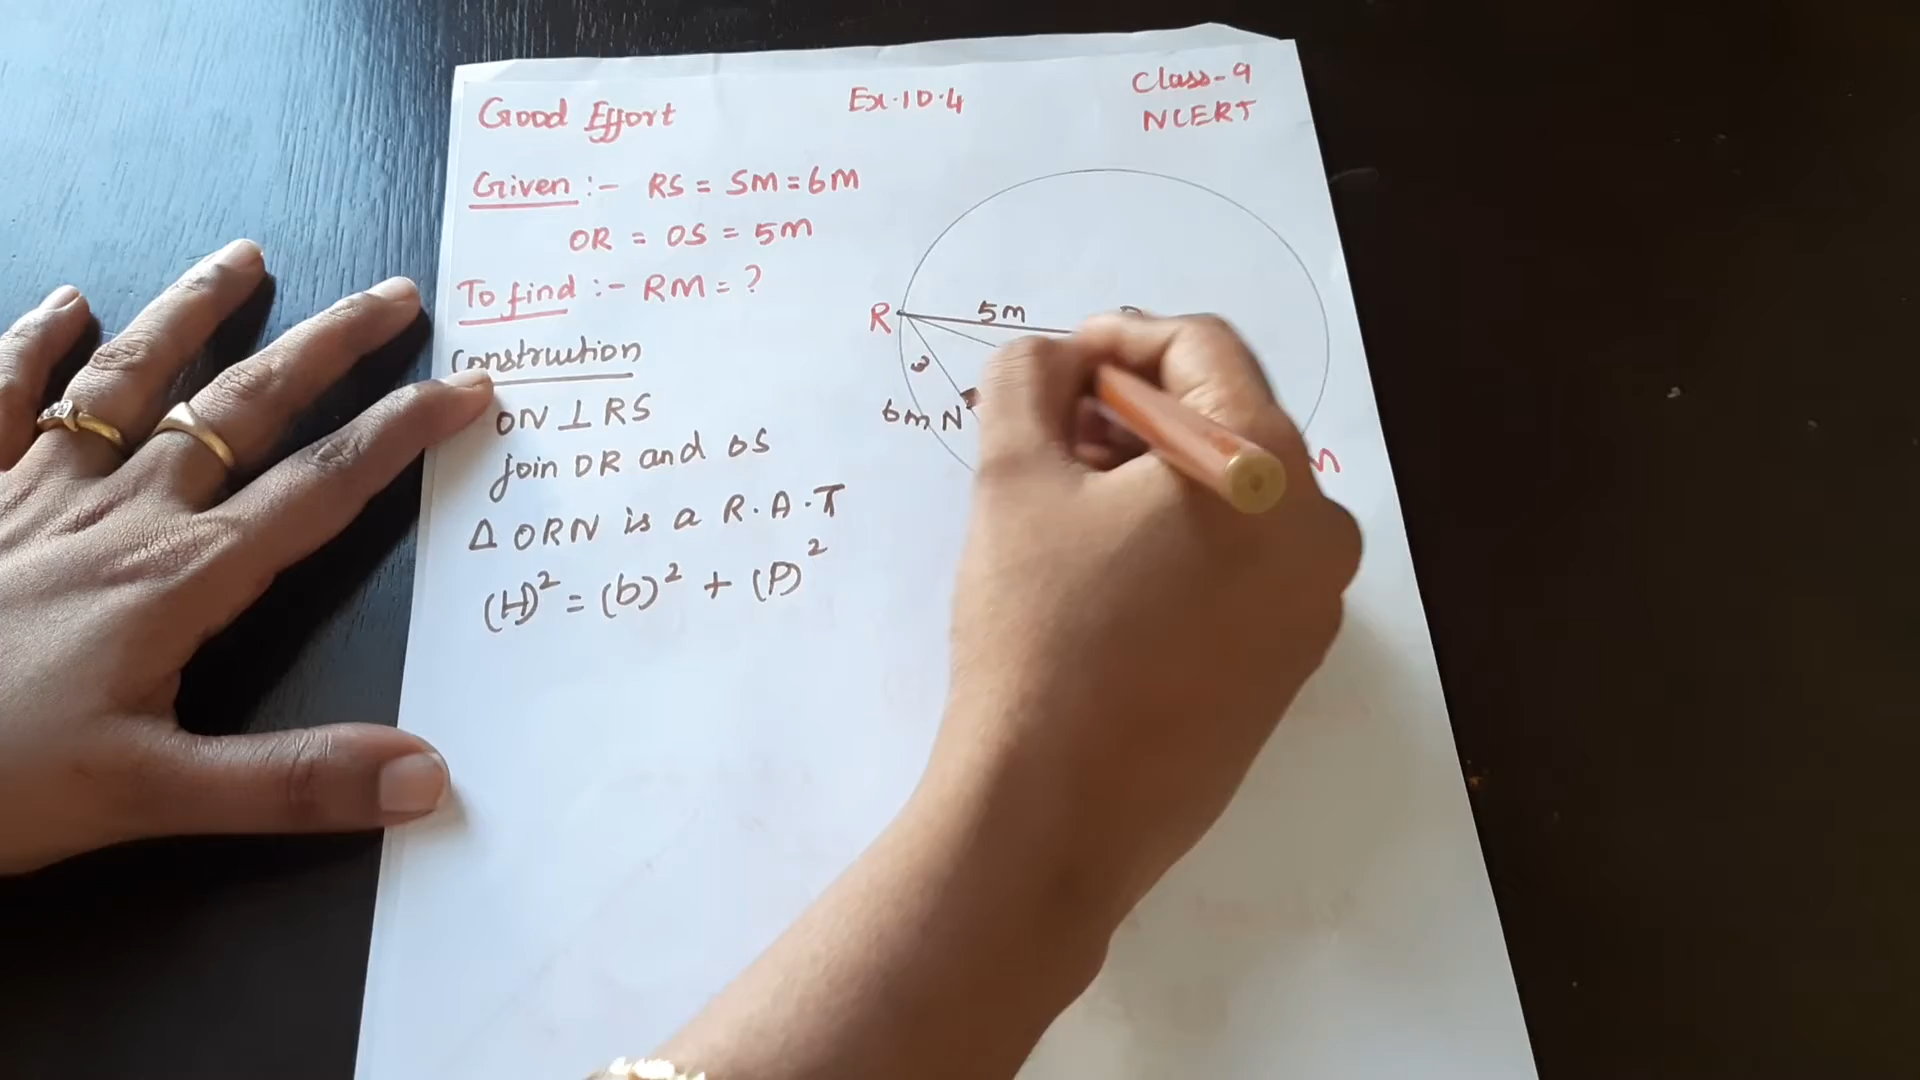 Good Effort
Ex.10.4
Class-9
NCERT
Given :- RS = SM = 6M
OR = OS = 5M
To find :- RM = ?
Construction
ON ⊥ RS
join OR and OS
Δ ORN is a R.A.T
(H)² = (b)² + (P)²
R
5m
3
6m N
M